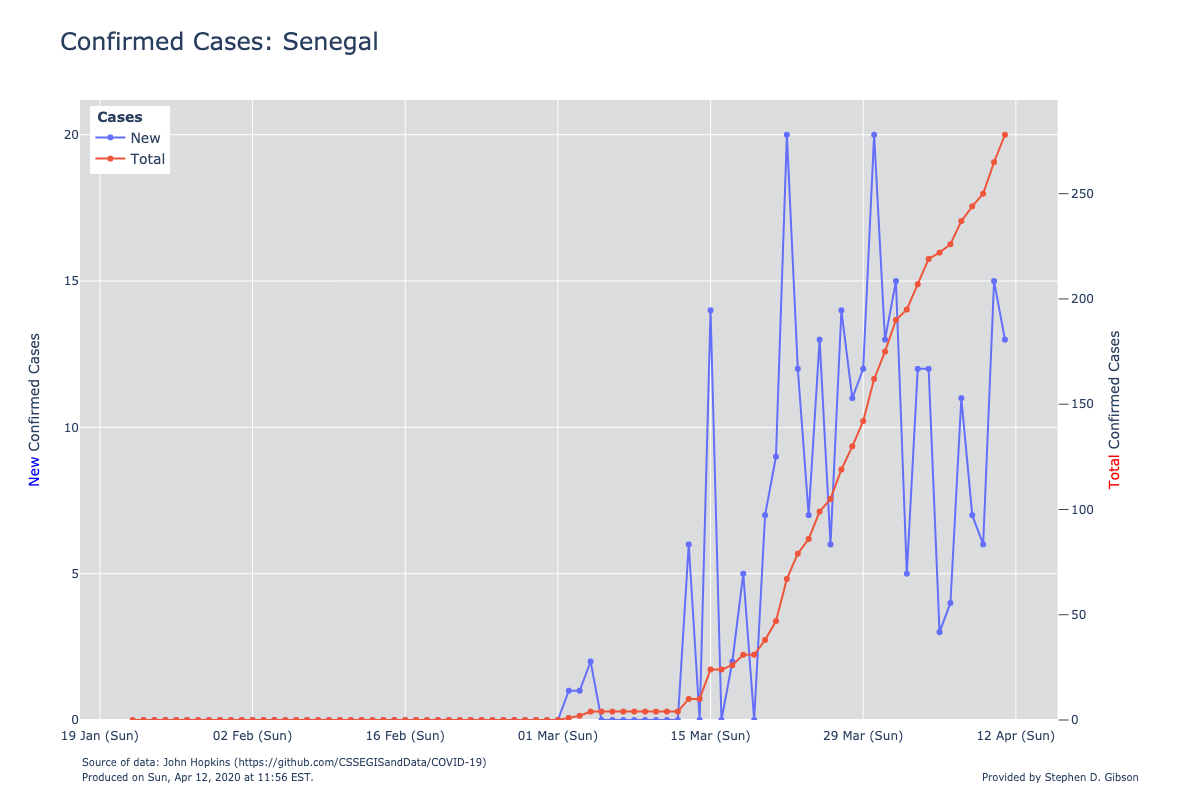 Confirmed Cases: Senegal
Cases
New
Total
20
15
10
5
0
250
200
150
100
50
0
New Confirmed Cases
Total Confirmed Cases
19 Jan (Sun)
02 Feb (Sun)
16 Feb (Sun)
01 Mar (Sun)
15 Mar (Sun)
29 Mar (Sun)
12 Apr (Sun)
Source of data: John Hopkins (https://github.com/CSSEGISandData/COVID-19)
Produced on Sun, Apr 12, 2020 at 11:56 EST.
Provided by Stephen D. Gibson